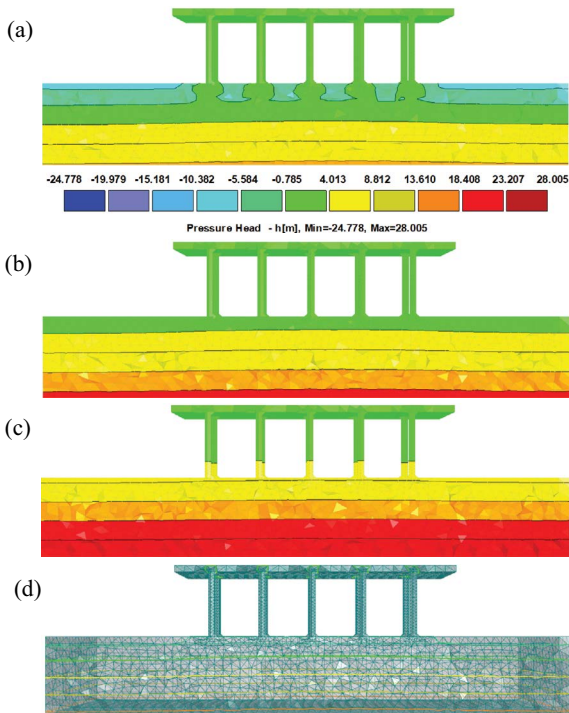 (a)
-24.778 -19.979 -15.181 -10.382 -5.584 -0.785 4.013 8.812 13.610 18.408 23.207 28.005
Pressure Head - h[m], Min=-24.778, Max=28.005
(b)
(c)
(d)